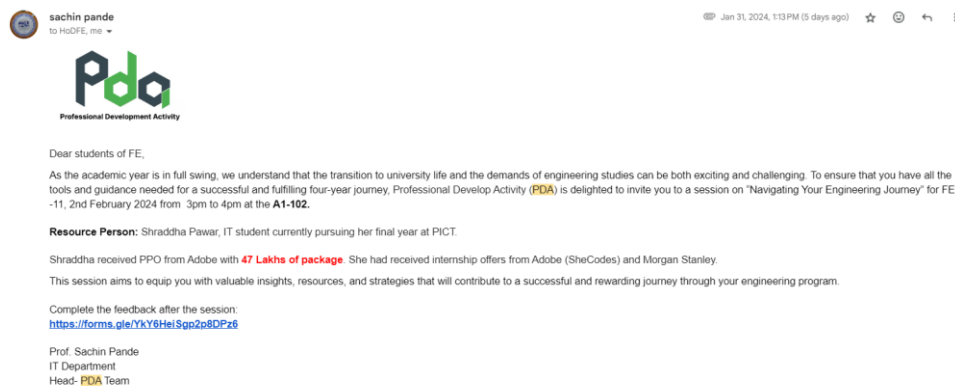 sachin pande
Jan 31, 2024, 1:13 PM (5 days ago)
to HoDFE, me
Pda
Professional Development Activity
Dear students of FE,
As the academic year is in full swing, we understand that the transition to university life and the demands of engineering studies can be both exciting and challenging. To ensure that you have all the
tools and guidance needed for a successful and fulfilling four-year journey, Professional Develop Activity (PDA) is delighted to invite you to a session on "Navigating Your Engineering Journey" for FE
-11, 2nd February 2024 from 3pm to 4pm at the A1-102.
Resource Person: Shraddha Pawar, IT student currently pursuing her final year at PICT.
Shraddha received PPO from Adobe with 47 Lakhs of package. She had received internship offers from Adobe (SheCodes) and Morgan Stanley.
This session aims to equip you with valuable insights, resources, and strategies that will contribute to a successful and rewarding journey through your engineering program.
Complete the feedback after the session:
https://forms.gle/YkY6HeiSgp2p8DPz6
Prof. Sachin Pande
IT Department
Head- PDA Team